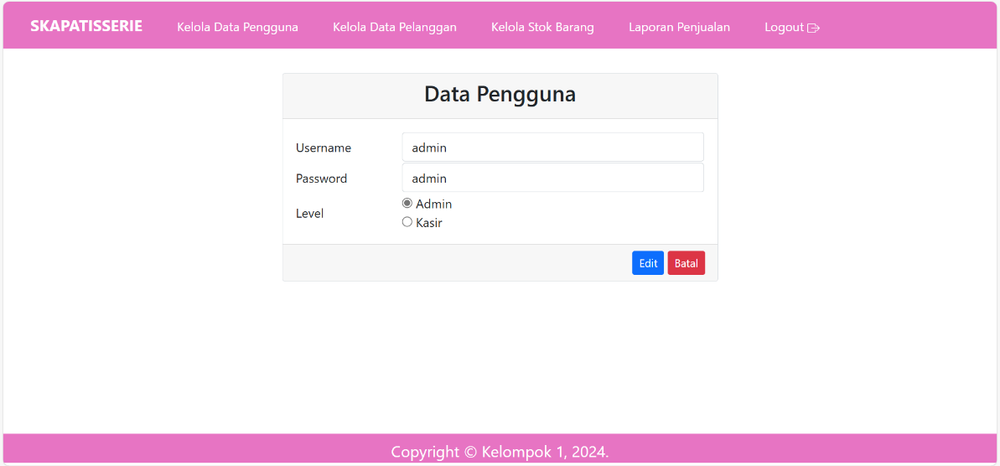 SKAPATISSERIE Kelola Data Pengguna Kelola Data Pelanggan Kelola Stok Barang Laporan Penjualan Logout
Data Pengguna
Username admin
Password admin
Level Admin
Kasir
Edit Batal
Copyright © Kelompok 1, 2024.